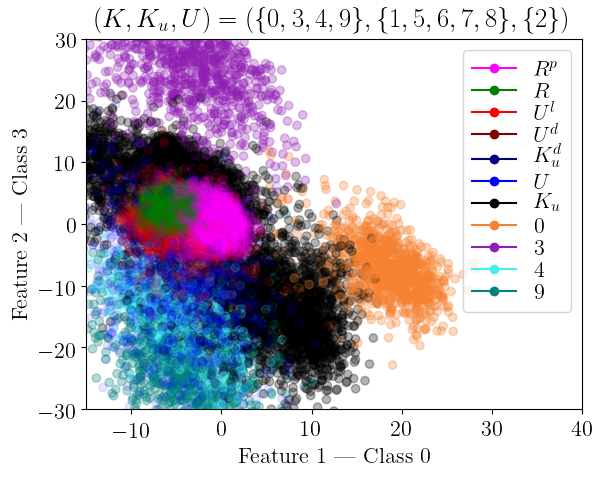 (K, K_u, U) = ({0, 3, 4, 9}, {1, 5, 6, 7, 8}, {2})
30
20
10
0
−10
−20
−30
Feature 2 — Class 3
−10
0
10
20
30
40
Feature 1 — Class 0
R^p
R
U^l
U^d
K_u^d
U
K_u
0
3
4
9